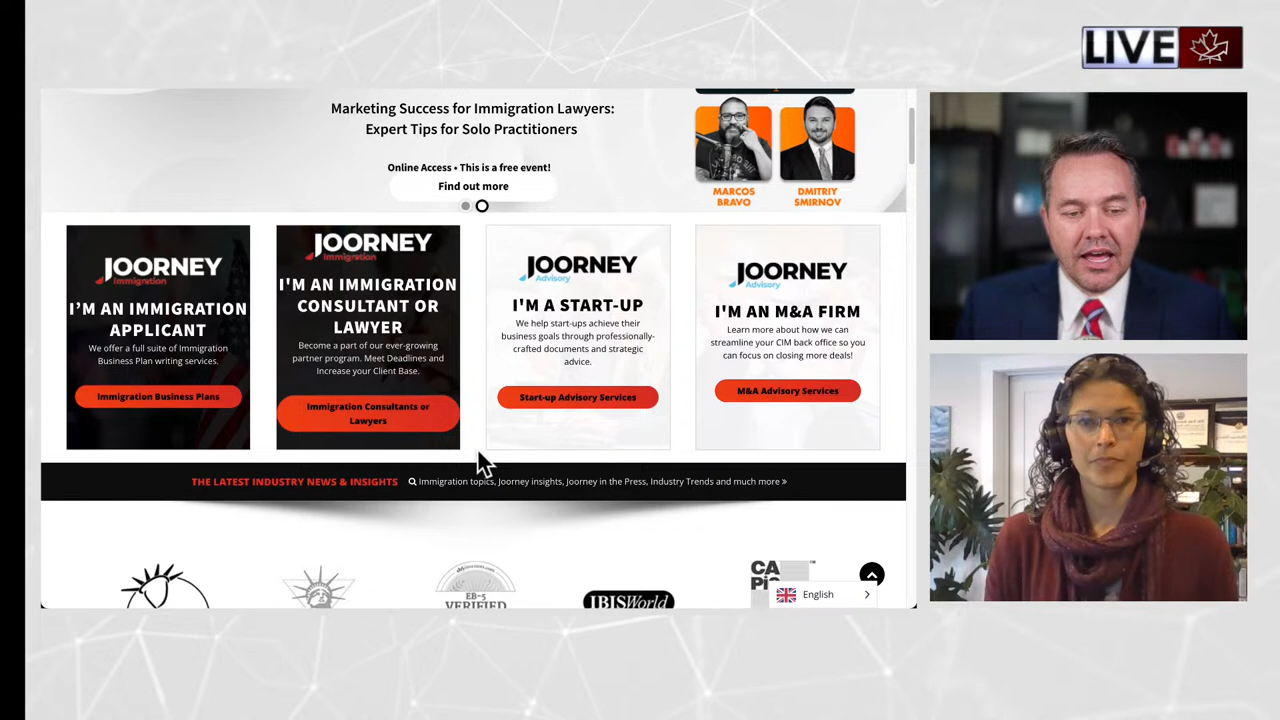 LIVE
Marketing Success for Immigration Lawyers:
Expert Tips for Solo Practitioners
Online Access • This is a free event!
Find out more
MARCOS
BRAVO
DMITRIY
SMIRNOV
JOORNEY
Immigration
I'M AN IMMIGRATION
APPLICANT
We offer a full suite of Immigration
Business Plan writing services.
Immigration Business Plans
JOORNEY
Immigration
I'M AN IMMIGRATION
CONSULTANT OR
LAWYER
Become a part of our ever-growing
partner program. Meet Deadlines and
Increase your Client Base.
Immigration Consultants or
Lawyers
JOORNEY
Advisory
I'M A START-UP
We help start-ups achieve their
business goals through professionally-
crafted documents and strategic
advice.
Start-up Advisory Services
JOORNEY
Advisory
I'M AN M&A FIRM
Learn more about how we can
streamline your CIM back office so you
can focus on closing more deals!
M&A Advisory Services
THE LATEST INDUSTRY NEWS & INSIGHTS
Immigration topics, Joorney insights, Joorney in the Press, Industry Trends and much more »
EB-5
VERIFIED
IBISWorld
CA
Pi
English